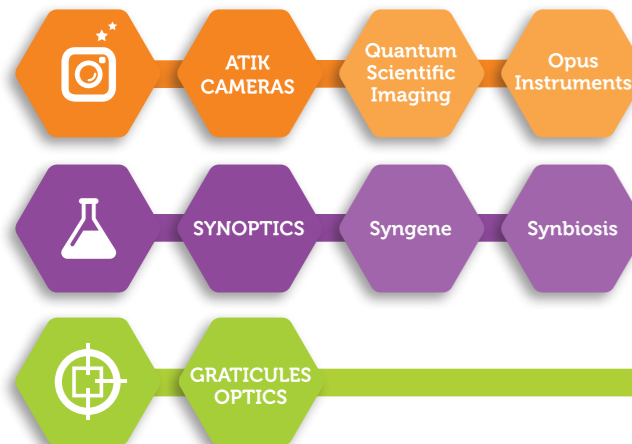 ATIK
CAMERAS
Quantum
Scientific
Imaging
Opus
Instruments
SYNOPTICS
Syngene
Synbiosis
GRATICULES
OPTICS